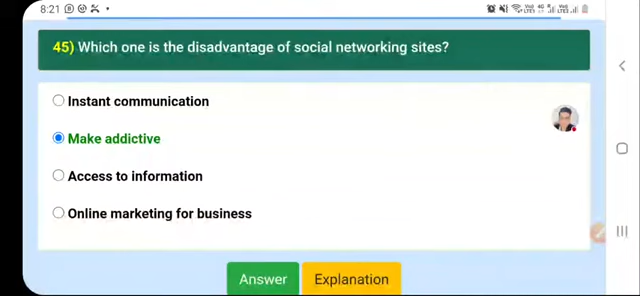 8:21
45) Which one is the disadvantage of social networking sites?
Instant communication
Make addictive
Access to information
Online marketing for business
Answer
Explanation